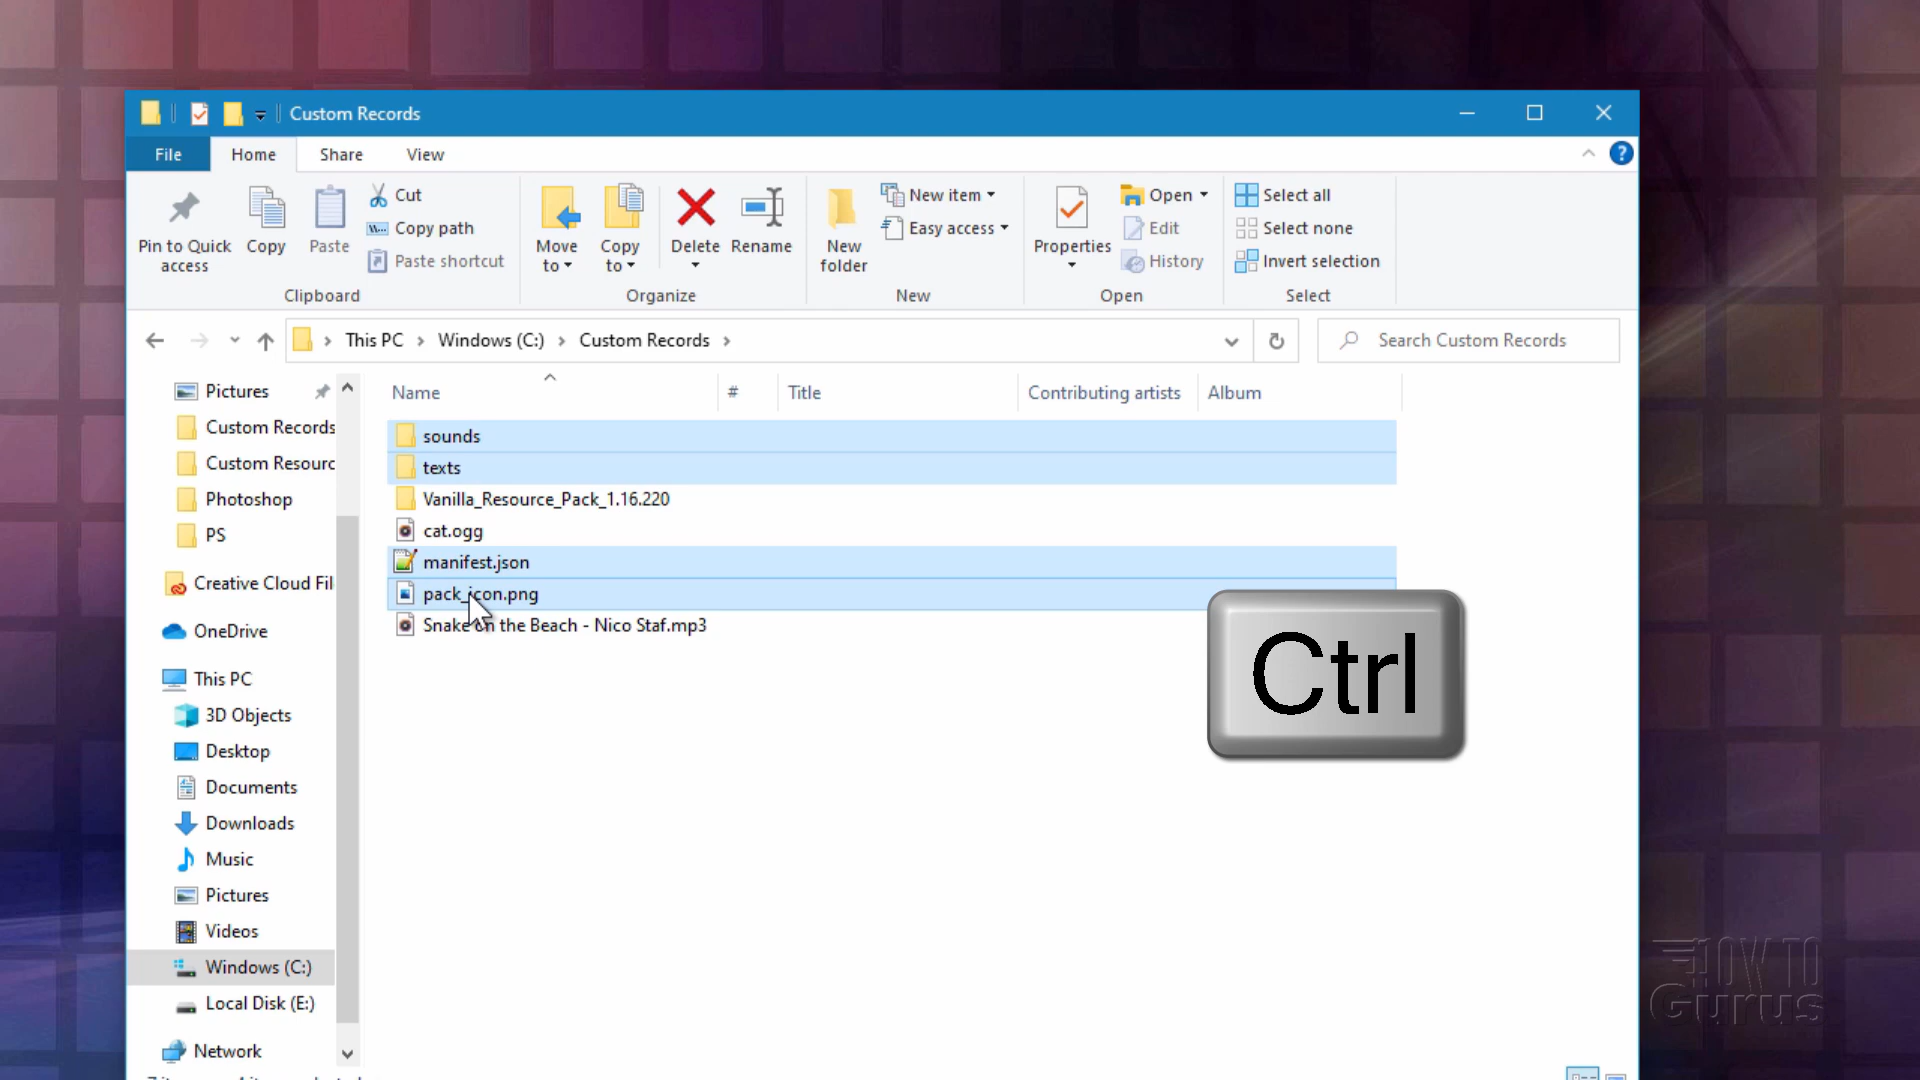 Custom Records
File Home Share View
Pin to Quick access
Copy
Paste
Cut
Copy path
Paste shortcut
Clipboard
Move to
Copy to
Delete
Rename
Organize
New folder
New item
Easy access
New
Properties
Open
Edit
History
Open
Select all
Select none
Invert selection
Select
This PC Windows (C:) Custom Records
Search Custom Records
Pictures
Custom Records
Custom Resourc
Photoshop
PS
Creative Cloud Fil
OneDrive
This PC
3D Objects
Desktop
Documents
Downloads
Music
Pictures
Videos
Windows (C:)
Local Disk (E:)
Network
Name # Title Contributing artists Album
sounds
texts
Vanilla_Resource_Pack_1.16.220
cat.ogg
manifest.json
pack_icon.png
Snake on the Beach - Nico Staf.mp3
Ctrl
HOW TO
Gurus